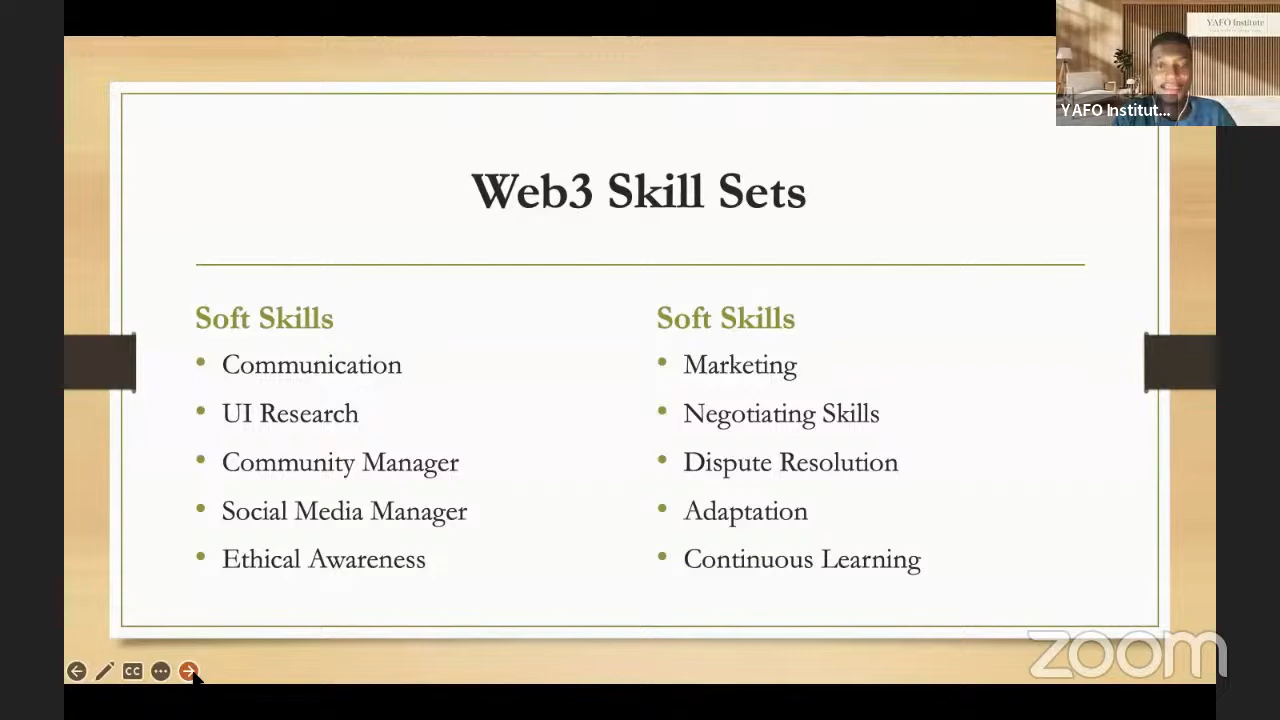 YAFO Institute
YAFO Institut...
Web3 Skill Sets
Soft Skills
Communication
UI Research
Community Manager
Social Media Manager
Ethical Awareness
Soft Skills
Marketing
Negotiating Skills
Dispute Resolution
Adaptation
Continuous Learning
CC
zoom